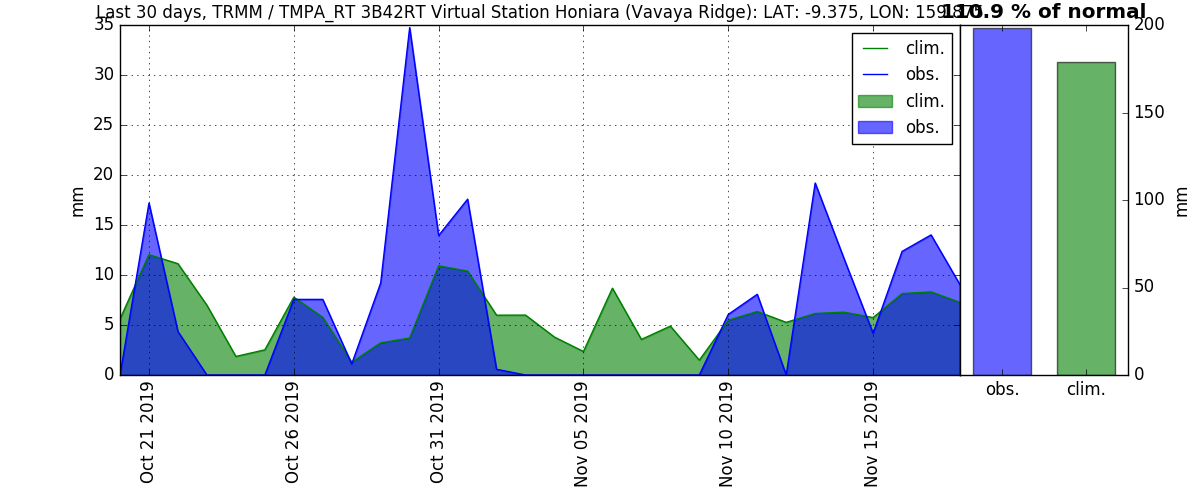 Last 30 days, TRMM / TMPA_RT 3B42RT Virtual Station Honiara (Vavaya Ridge): LAT: -9.375, LON: 159.875
110.9 % of normal
35
30
25
20
15
10
5
0
mm
clim.
obs.
clim.
obs.
Oct 21 2019
Oct 26 2019
Oct 31 2019
Nov 05 2019
Nov 10 2019
Nov 15 2019
200
150
100
50
0
mm
obs.
clim.